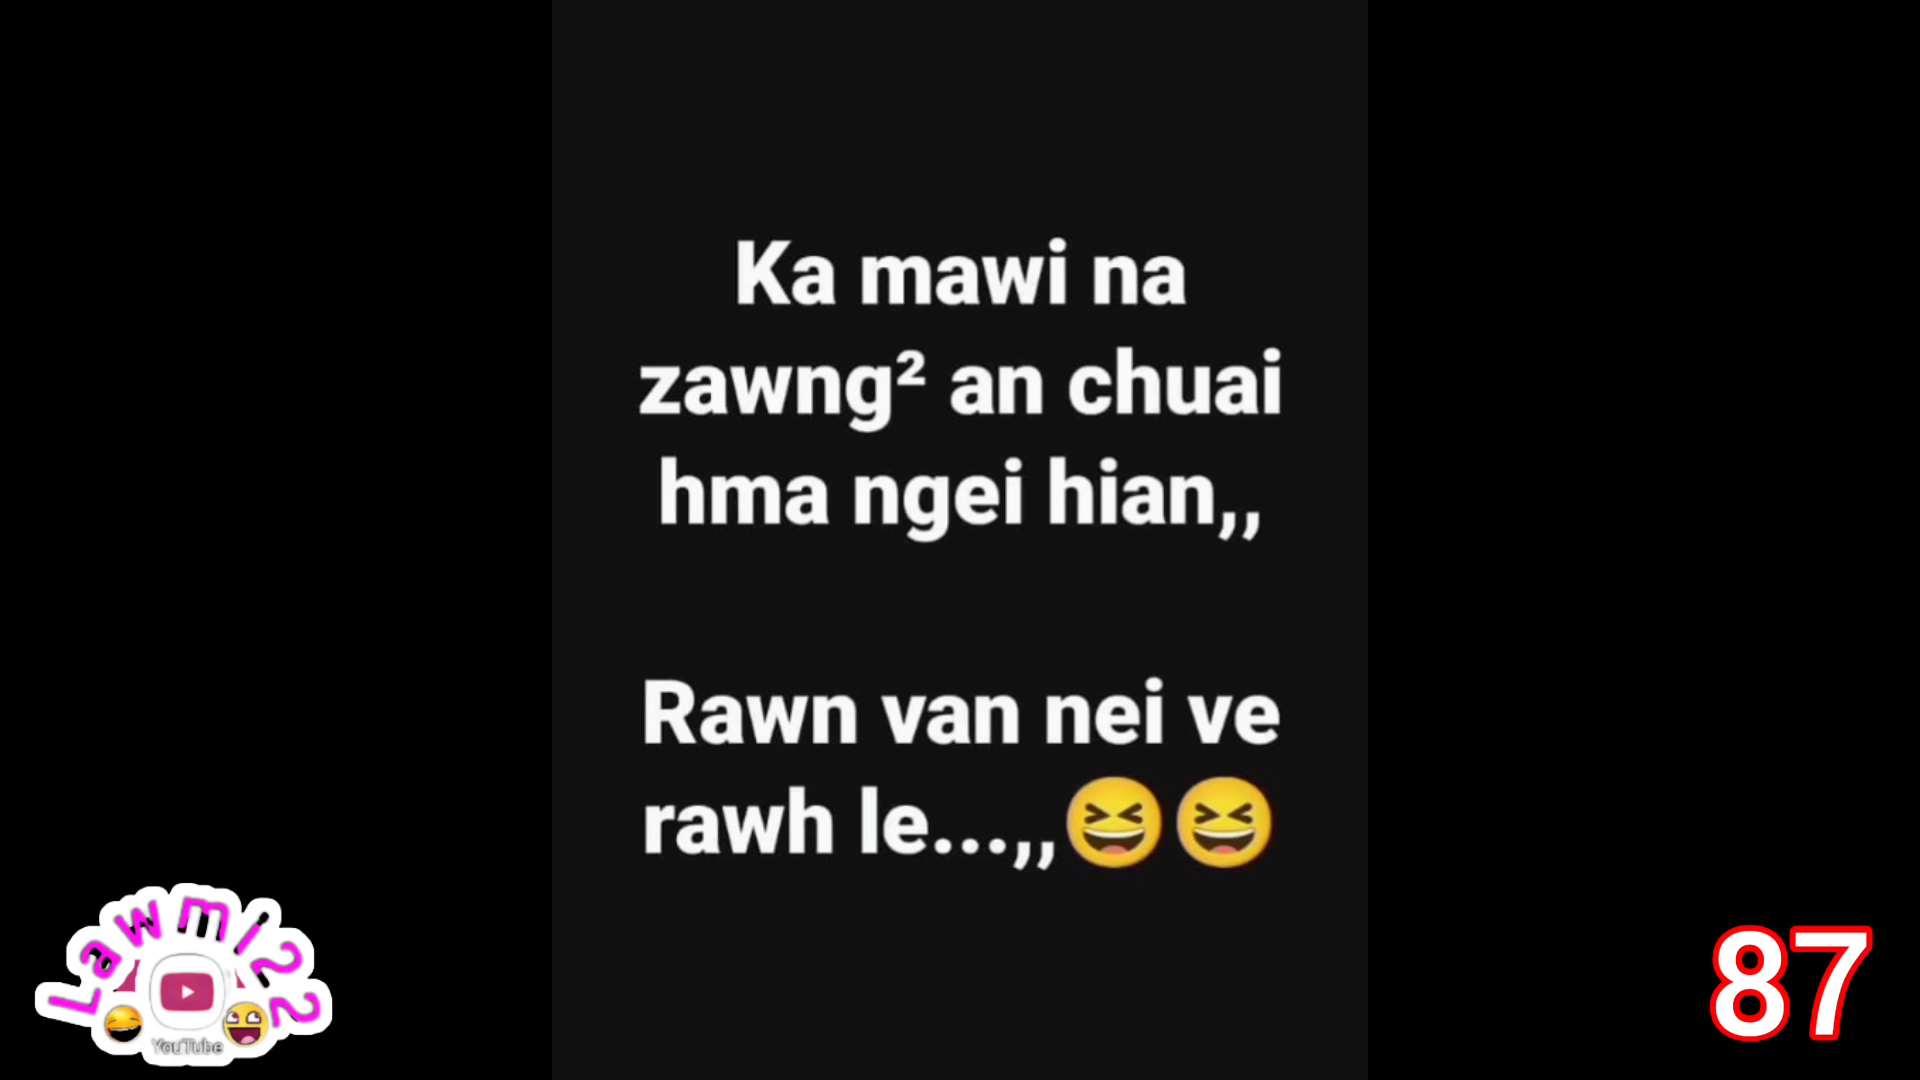 Ka mawi na
zawng² an chuai
hma ngei hian,,
Rawn van nei ve
rawh le...,,😆😆
Lawmi22
YouTube
87